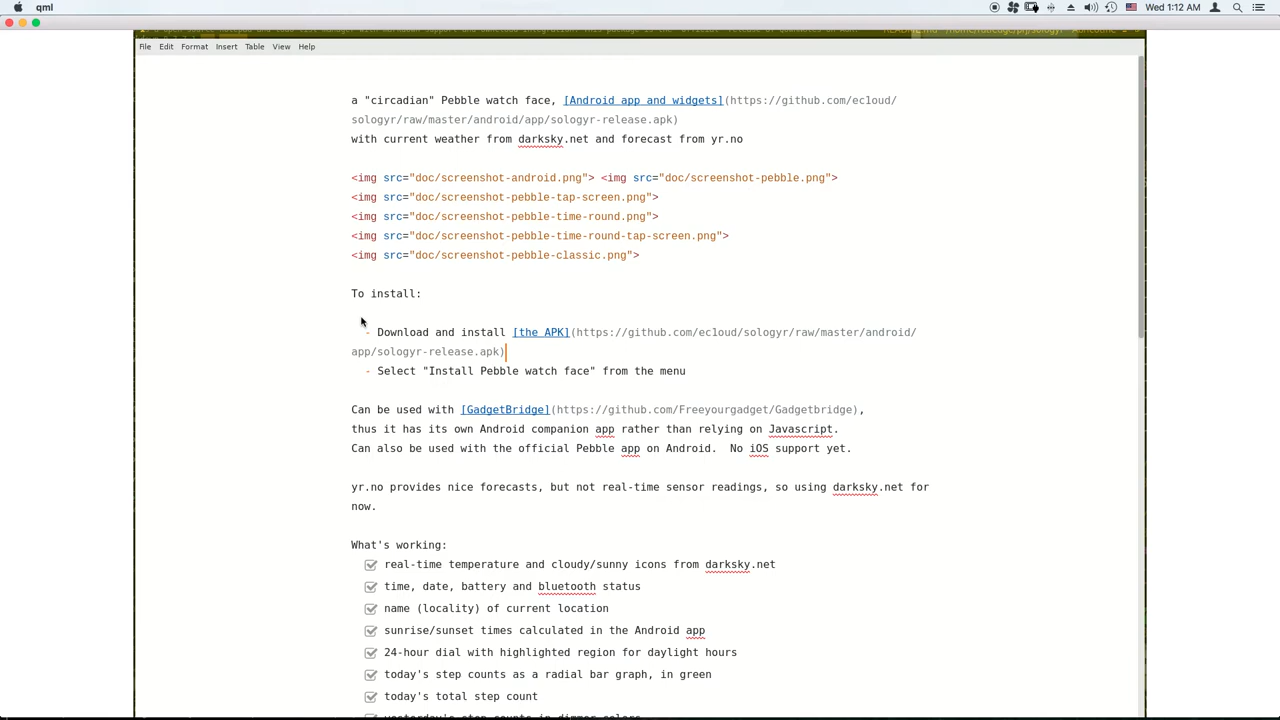 qml
Wed 1:12 AM
File Edit Format Insert Table View Help
a "circadian" Pebble watch face, [Android app and widgets](https://github.com/ec1oud/
sologyr/raw/master/android/app/sologyr-release.apk)
with current weather from darksky.net and forecast from yr.no
<img src="doc/screenshot-android.png"> <img src="doc/screenshot-pebble.png">
<img src="doc/screenshot-pebble-tap-screen.png">
<img src="doc/screenshot-pebble-time-round.png">
<img src="doc/screenshot-pebble-time-round-tap-screen.png">
<img src="doc/screenshot-pebble-classic.png">
To install:
- Download and install [the APK](https://github.com/ec1oud/sologyr/raw/master/android/
app/sologyr-release.apk)
- Select "Install Pebble watch face" from the menu
Can be used with [GadgetBridge](https://github.com/Freeyourgadget/Gadgetbridge),
thus it has its own Android companion app rather than relying on Javascript.
Can also be used with the official Pebble app on Android.  No iOS support yet.
yr.no provides nice forecasts, but not real-time sensor readings, so using darksky.net for
now.
What's working:
real-time temperature and cloudy/sunny icons from darksky.net
time, date, battery and bluetooth status
name (locality) of current location
sunrise/sunset times calculated in the Android app
24-hour dial with highlighted region for daylight hours
today's step counts as a radial bar graph, in green
today's total step count
yesterday's step counts in dimmer colors